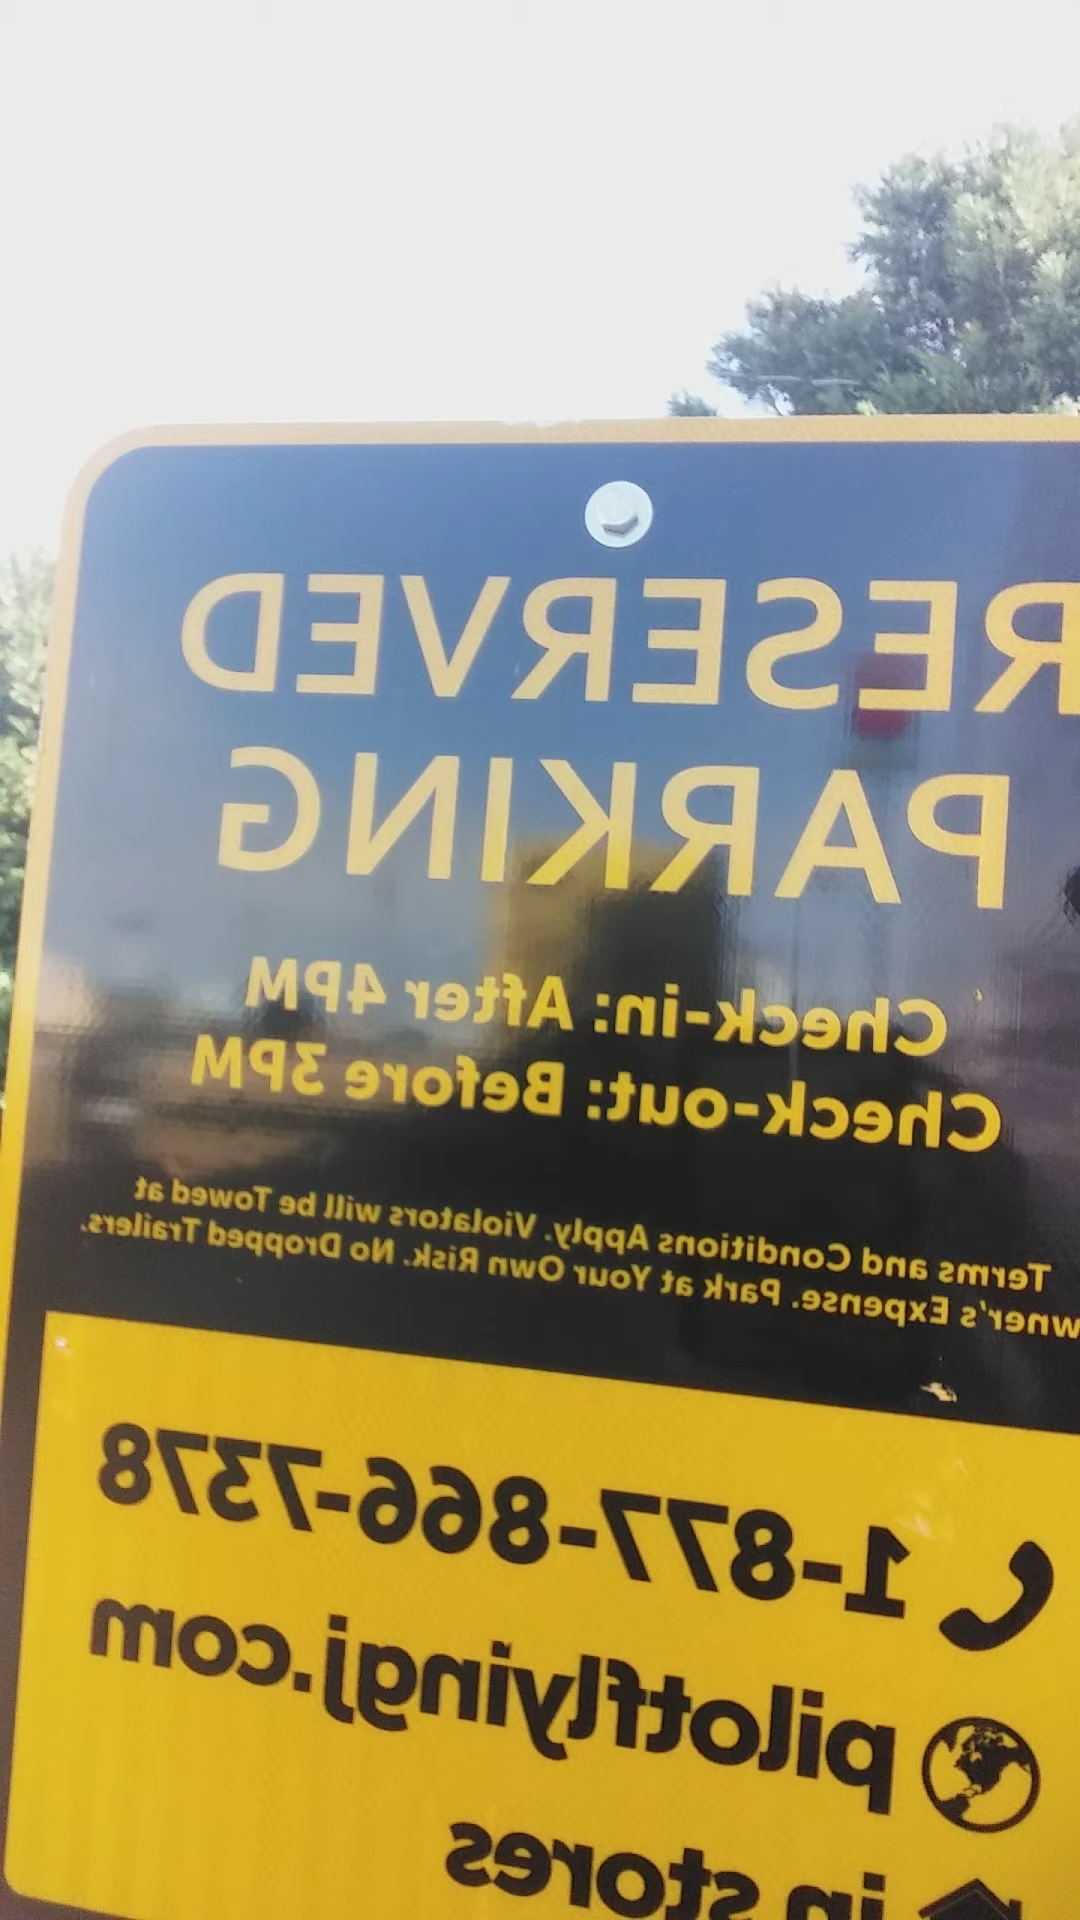 RESERVED
PARKING
Check-in: After 4PM
Check-out: Before 3PM
Terms and Conditions Apply. Violators will be Towed at
wner's Expense. Park at Your Own Risk. No Dropped Trailers.
1-877-866-7378
pilotflyingj.com
in stores